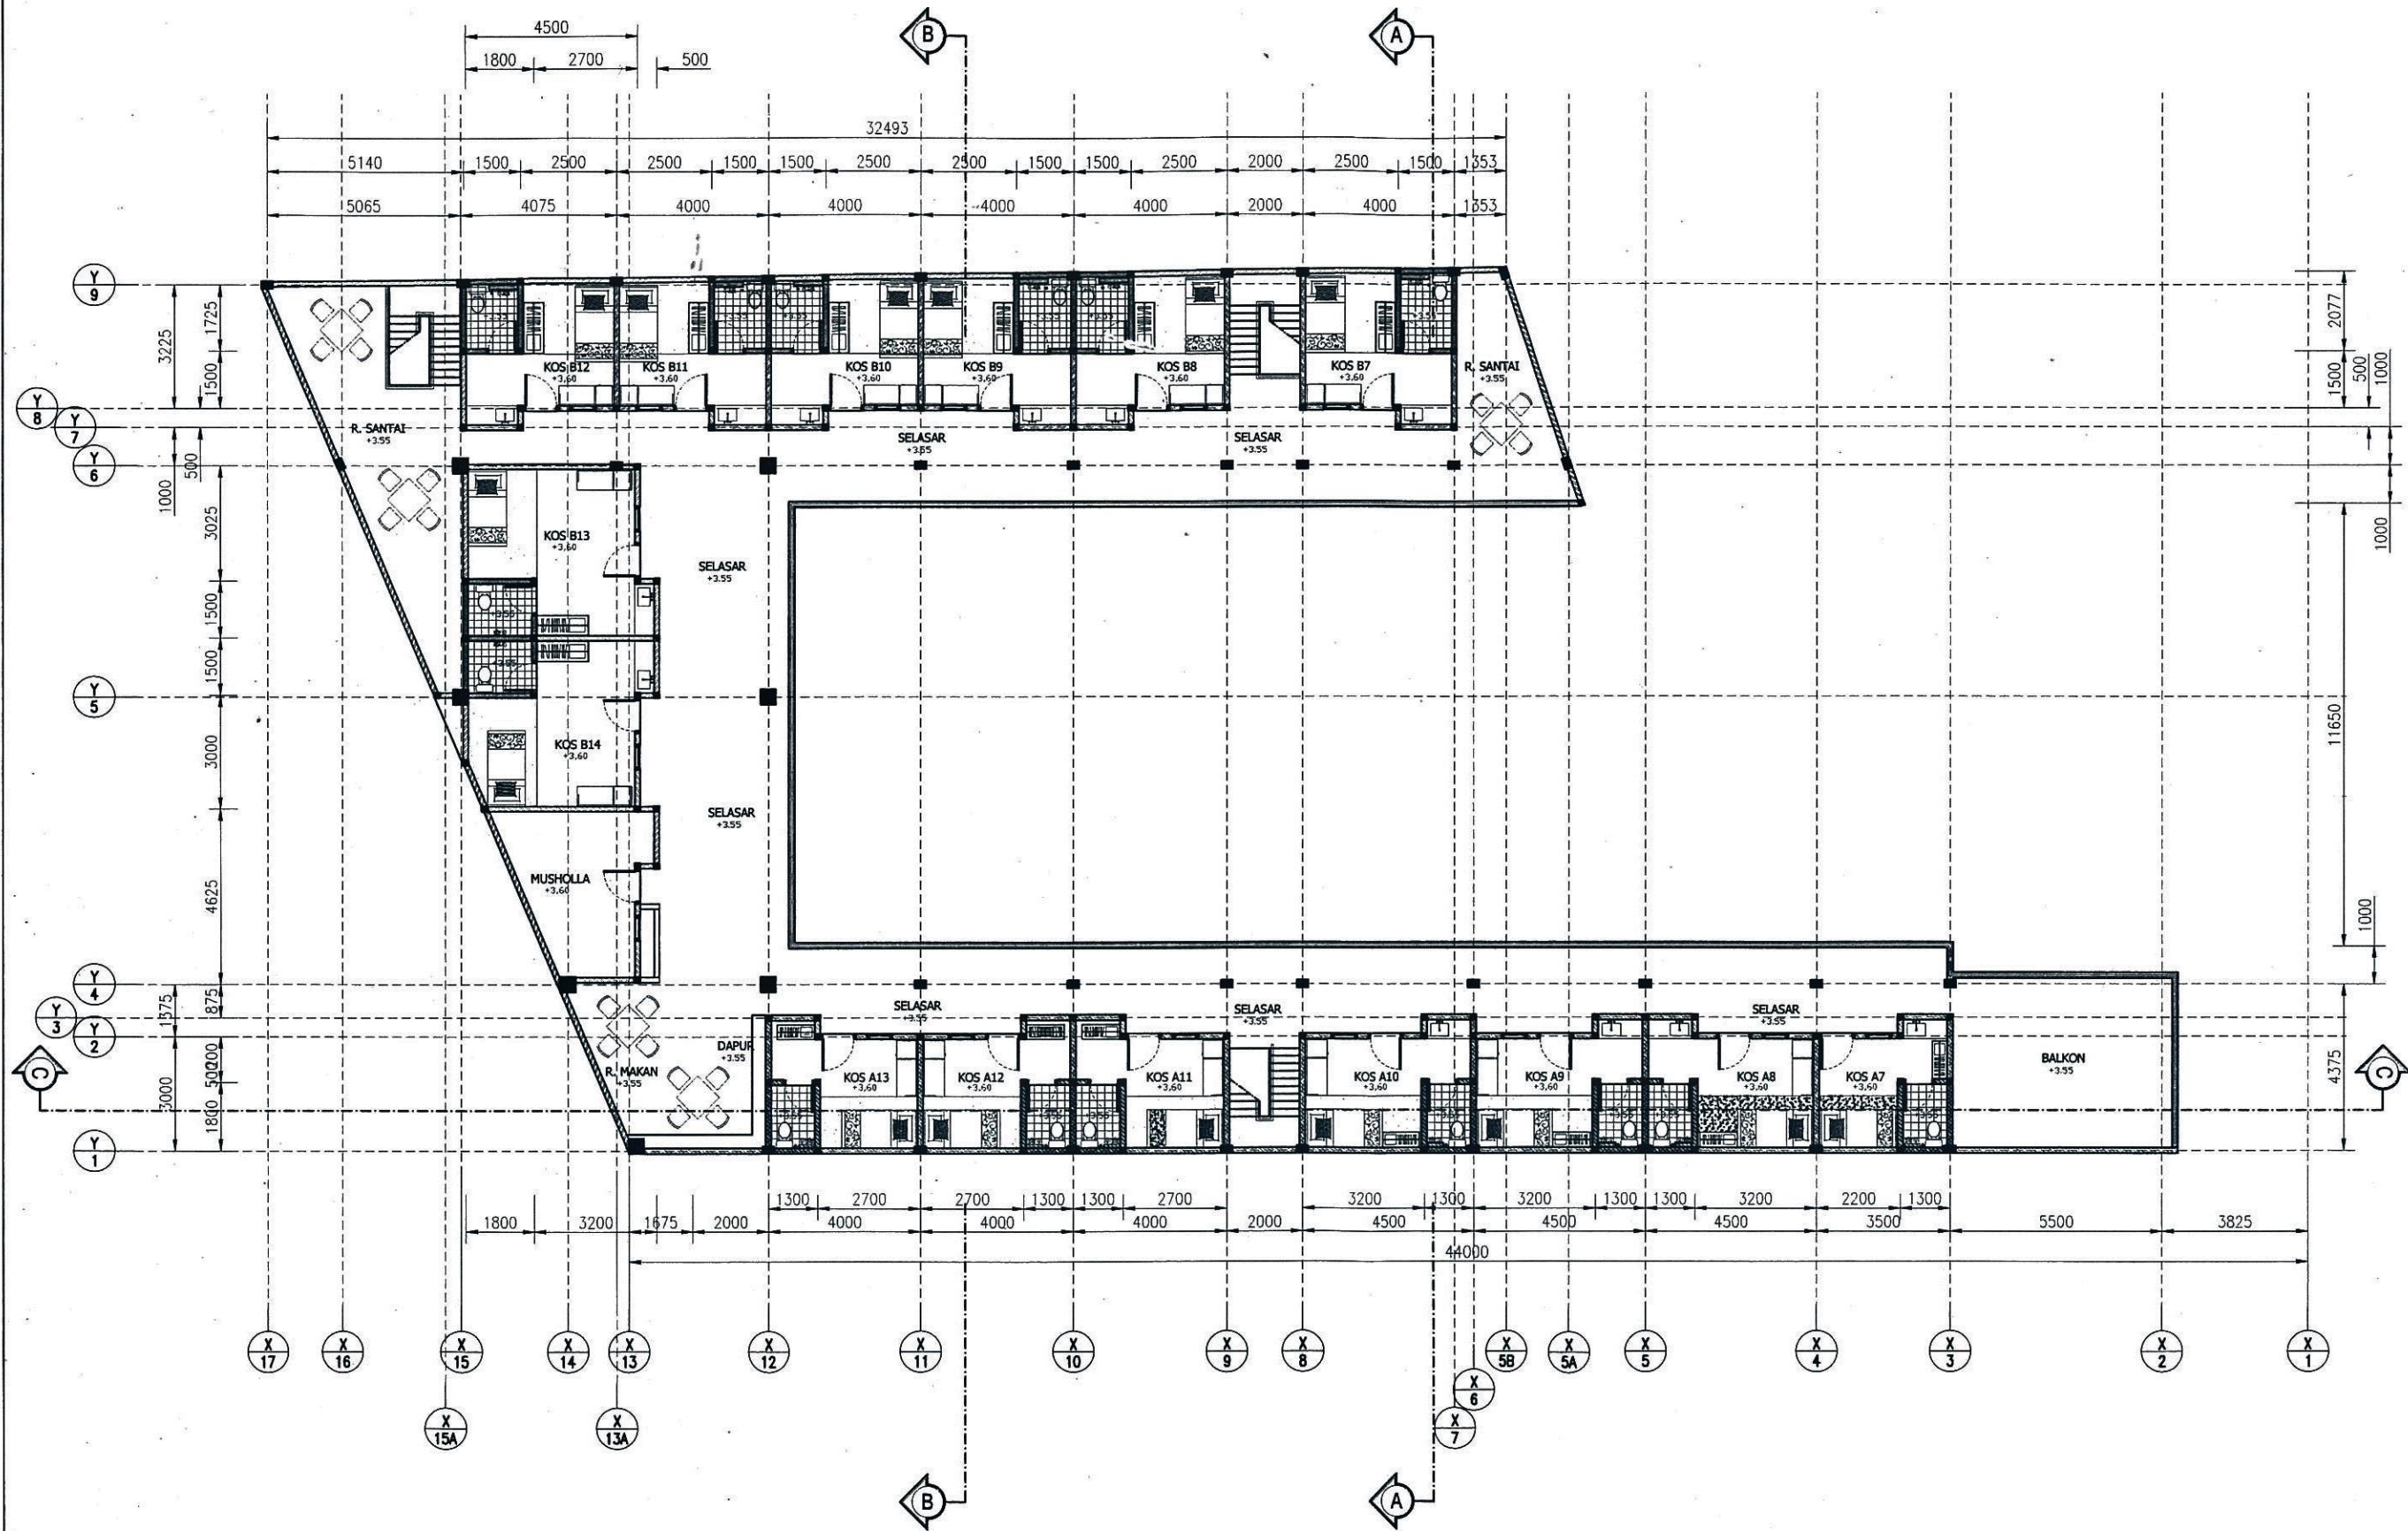 B
A
4500
1800 2700 500
32493
5140 1500 2500 2500 1500 1500 2500 2500 1500 1500 2500 2000 2500 1500 1353
5065 4075 4000 4000 4000 4000 2000 4000 1353
Y 9
Y 8
Y 7
Y 6
Y 5
Y 4
Y 3
Y 2
Y 1
3225
1725
1500
500
1000
3025
1500
1500
3000
4625
1375
875
3000
1800
2077
1500
500
1000
1000
11650
1000
4375
KOS B12
+3.60
KOS B11
+3.60
KOS B10
+3.60
KOS B9
+3.60
KOS B8
+3.60
KOS B7
+3.60
R. SANTAI
+3.55
R. SANTAI
+3.55
SELASAR
+3.55
SELASAR
+3.55
KOS B13
+3.60
SELASAR
+3.55
+3.55
+3.55
KOS B14
+3.60
SELASAR
+3.55
MUSHOLLA
+3.60
SELASAR
+3.55
SELASAR
+3.55
SELASAR
+3.55
DAPUR
+3.55
R. MAKAN
+3.55
KOS A13
+3.60
KOS A12
+3.60
KOS A11
+3.60
KOS A10
+3.60
KOS A9
+3.60
KOS A8
+3.60
KOS A7
+3.60
BALKON
+3.55
C
C
1300 2700 2700 1300 1300 2700 3200 1300 3200 1300 1300 3200 2200 1300
1800 3200 1675 2000 4000 4000 4000 2000 4500 4500 4500 3500 5500 3825
44000
X 17
X 16
X 15
X 14
X 13
X 12
X 11
X 10
X 9
X 8
X 5B
X 5A
X 5
X 4
X 3
X 2
X 1
X 6
X 15A
X 13A
X 7
B
A